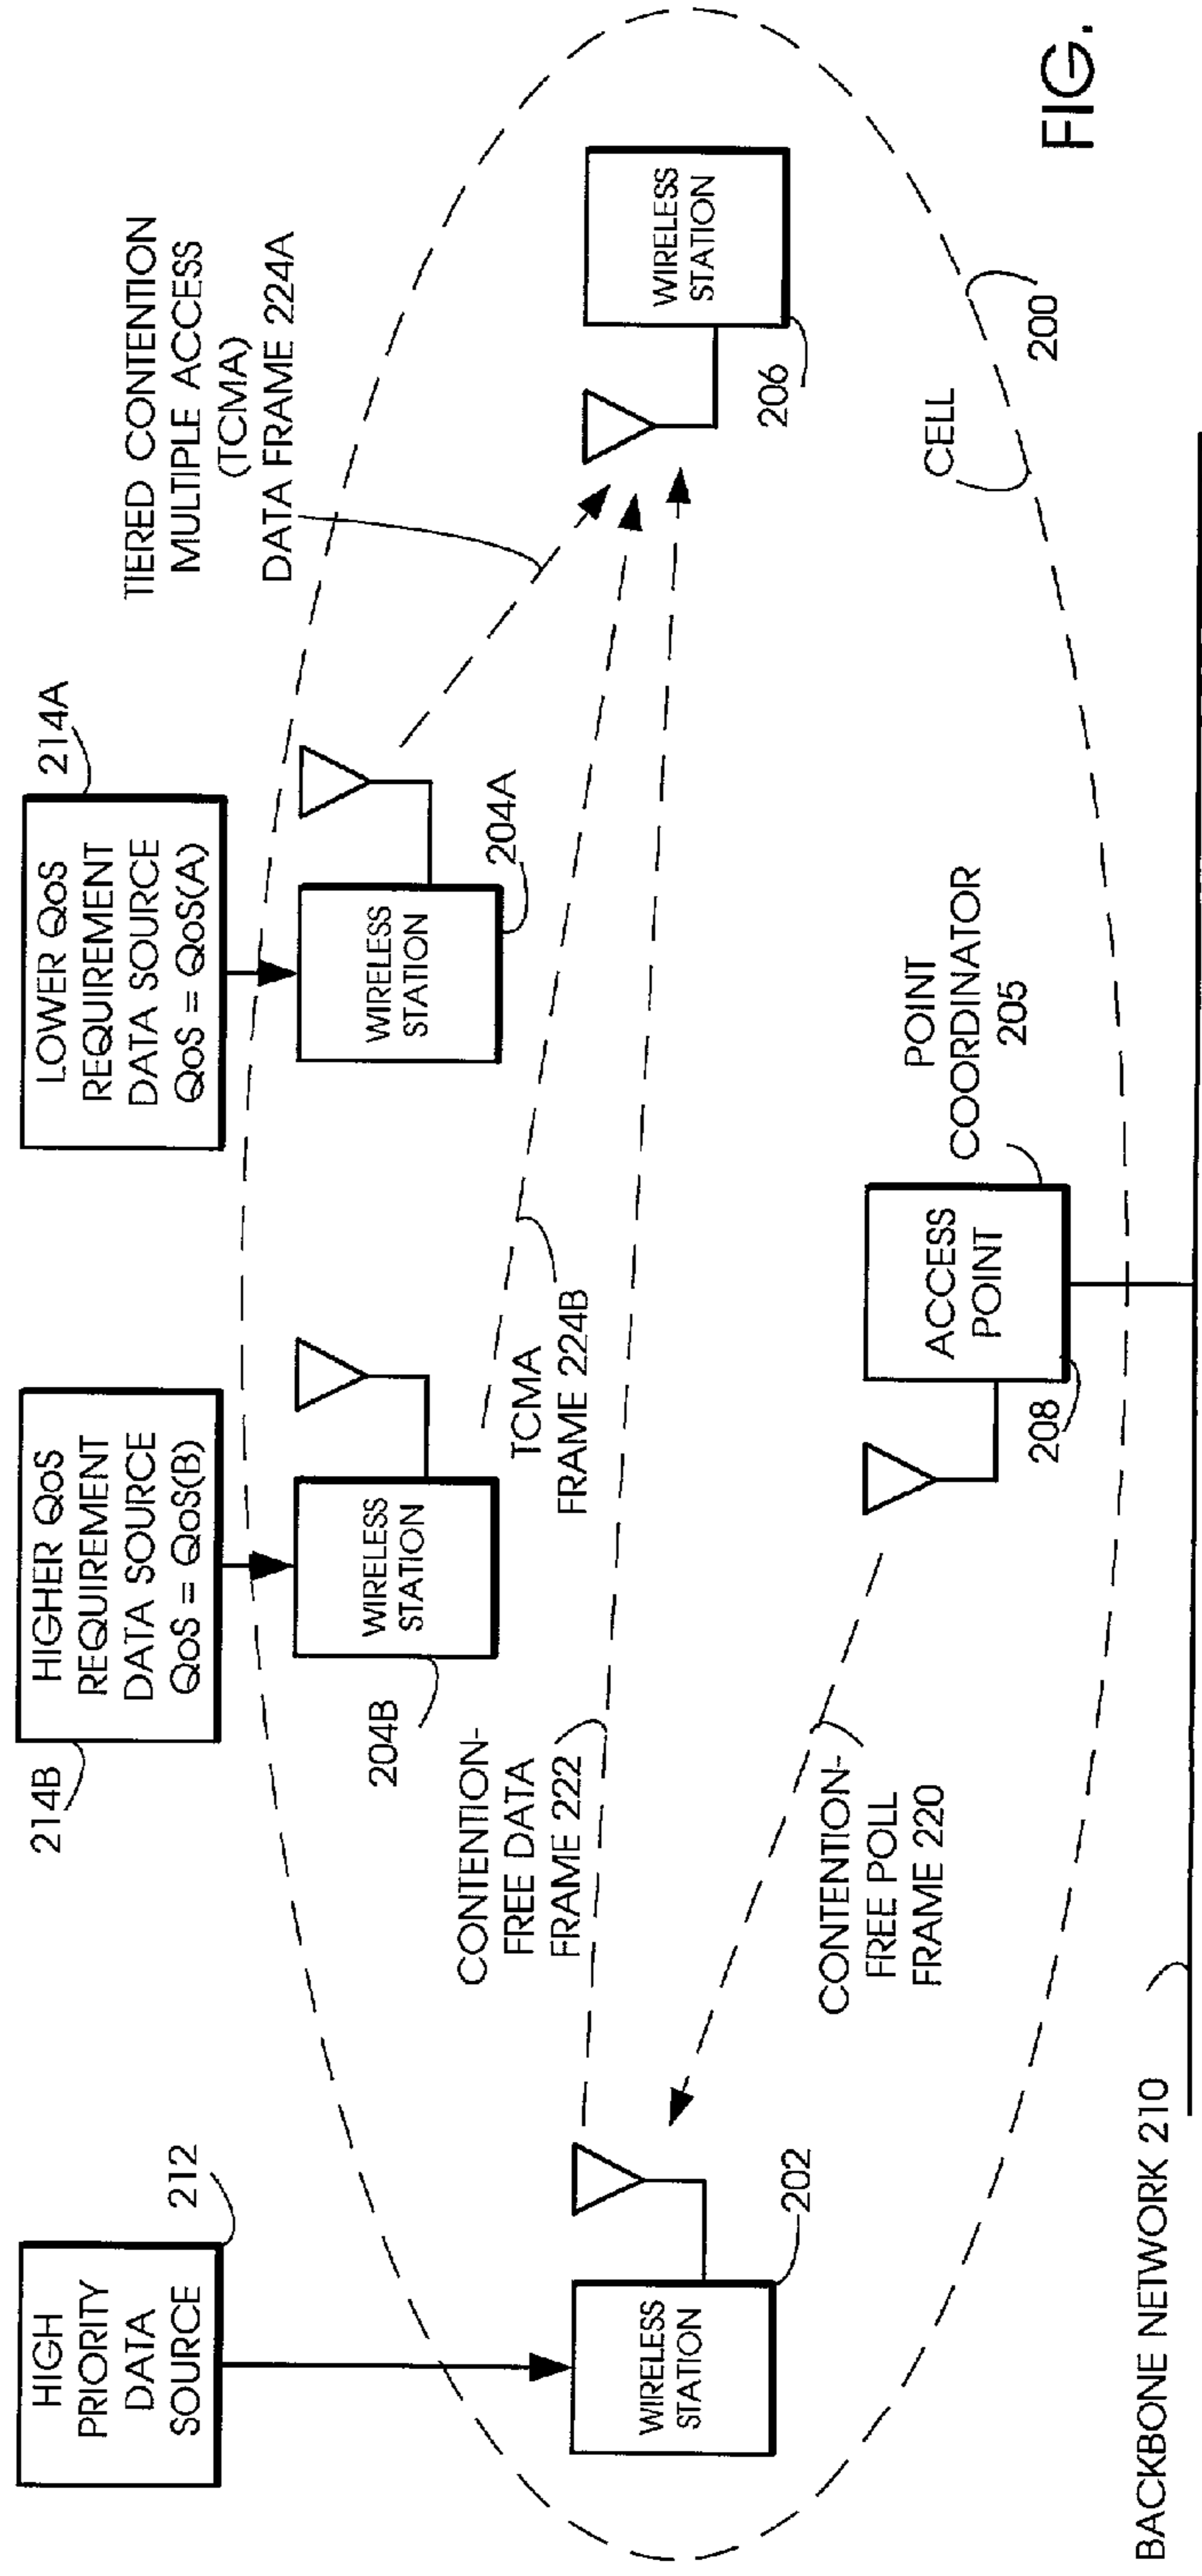 HIGH
PRIORITY
DATA
SOURCE
212
214B
HIGHER QoS
REQUIREMENT
DATA SOURCE
QoS = QoS(B)
LOWER QoS
REQUIREMENT
DATA SOURCE
QoS = QoS(A)
214A
TIERED CONTENTION
MULTIPLE ACCESS
(TCMA)
DATA FRAME 224A
204B
WIRELESS
STATION
WIRELESS
STATION
204A
CONTENTION-
FREE DATA
FRAME 222
TCMA
FRAME 224B
WIRELESS
STATION
202
WIRELESS
STATION
206
CONTENTION-
FREE POLL
FRAME 220
208
ACCESS
POINT
POINT
COORDINATOR
205
CELL
200
BACKBONE NETWORK 210
FIG.